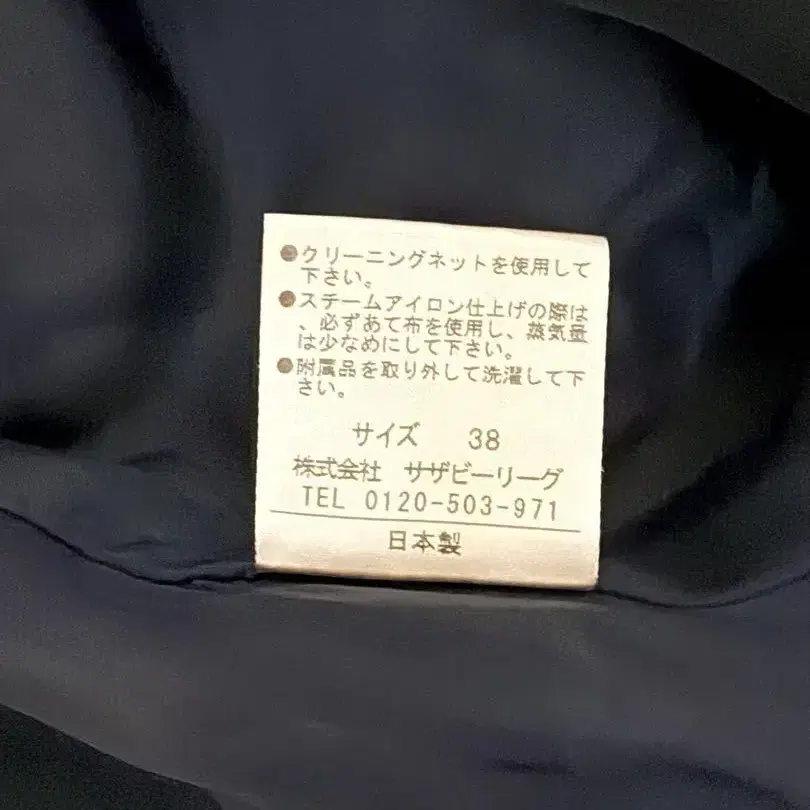 ●クリーニングネットを使用して
下さい。
●スチームアイロン仕上げの際は
、必ずあて布を使用し、蒸気量
は少なめにして下さい。
●附属品を取り外して洗濯して下
さい。
サイズ 38
株式会社 サザビーリーグ
TEL 0120-503-971
日本製